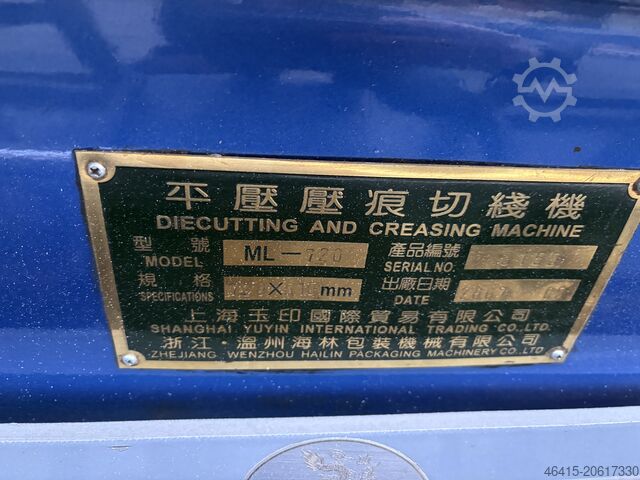 平壓壓痕切綫機
DIECUTTING AND CREASING MACHINE
型號 MODEL ML-720 產品編號 SERIAL NO.
規格 SPECIFICATIONS × mm 出廠日期 DATE
上海玉印國際貿易有限公司
SHANGHAI YUYIN INTERNATIONAL TRADING CO.,LTD.
浙江·溫州海林包裝機械有限公司
ZHEJIANG WENZHOU HAILIN PACKAGING MACHINERY CO.,LTD
46415-20617330